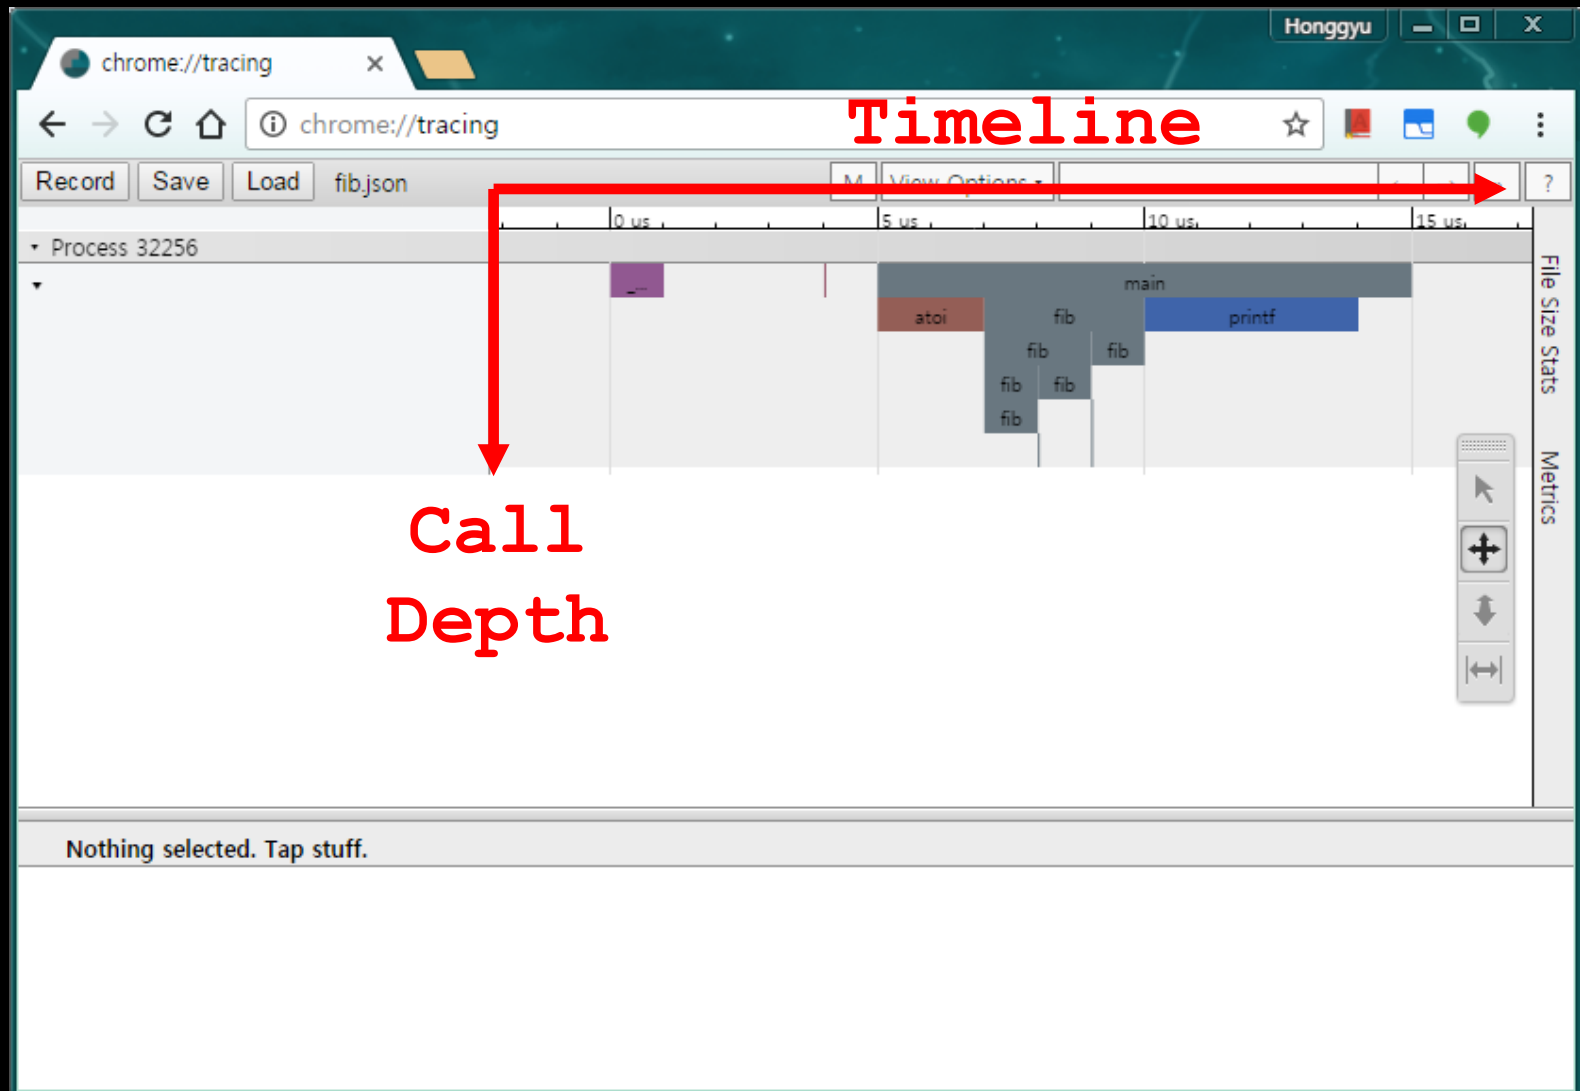 Honggyu
chrome://tracing
chrome://tracing
Timeline
Record Save Load fib.json M View Options ?
0 us 5 us 10 us 15 us
Process 32256
_... main
atoi fib printf
fib fib
fib fib
fib
File Size Stats
Metrics
Call
Depth
Nothing selected. Tap stuff.